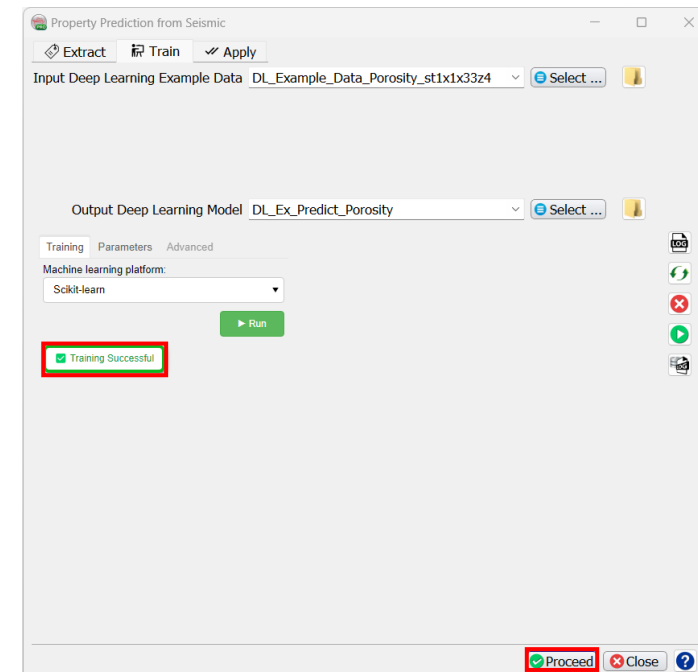 Property Prediction from Seismic
Extract Train Apply
Input Deep Learning Example Data DL_Example_Data_Porosity_st1x1x33z4 Select ...
Output Deep Learning Model DL_Ex_Predict_Porosity Select ...
Training Parameters Advanced
LOG
Machine learning platform:
Scikit-learn
Run
Training Successful
LOG
Proceed Close ?